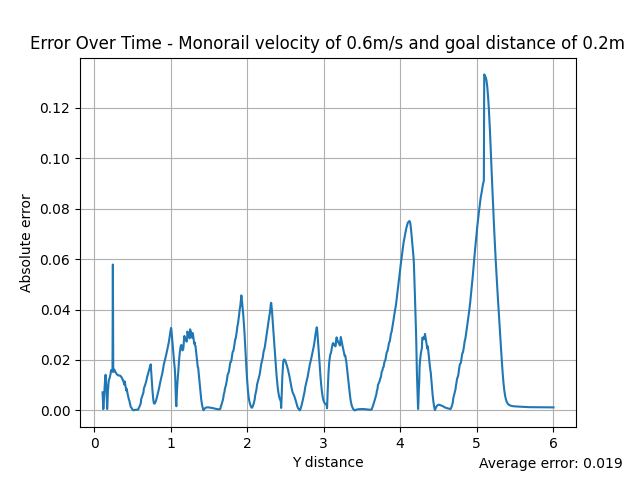 Error Over Time - Monorail velocity of 0.6m/s and goal distance of 0.2m
0.12
0.10
0.08
0.06
0.04
0.02
0.00
Absolute error
0 1 2 3 4 5 6
Y distance
Average error: 0.019